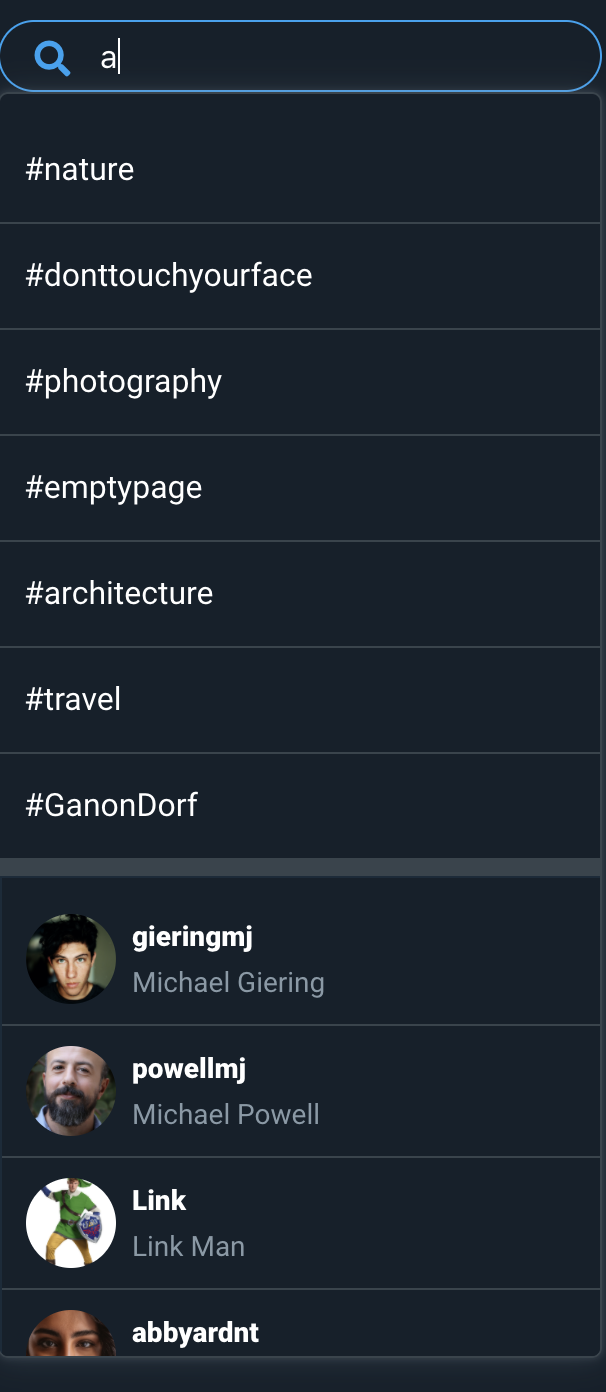 a
#nature
#donttouchyourface
#photography
#emptypage
#architecture
#travel
#GanonDorf
gieringmj
Michael Giering
powellmj
Michael Powell
Link
Link Man
abbyardnt